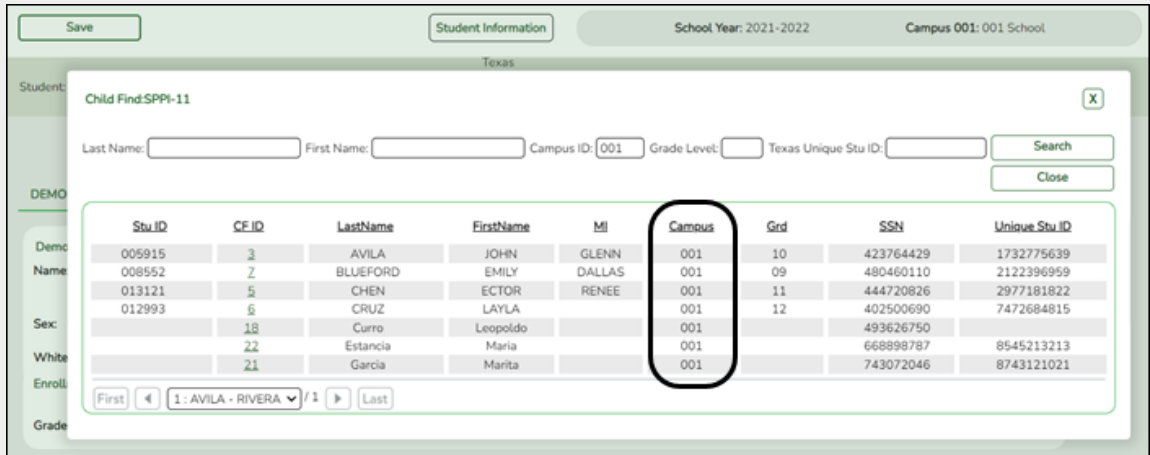 Save Student Information School Year: 2021-2022 Campus 001: 001 School
Texas
Student:
Child Find:SPPI-11 X
Last Name: First Name: Campus ID: 001 Grade Level: Texas Unique Stu ID: Search
Close
DEMO
Stu ID CF ID LastName FirstName MI Campus Grd SSN Unique Stu ID
Demo
005915 3 AVILA JOHN GLENN 001 10 423764429 1732775639
Name
008552 7 BLUEFORD EMILY DALLAS 001 09 480460110 2122396959
013121 5 CHEN ECTOR RENEE 001 11 444720826 2977181822
012993 6 CRUZ LAYLA 001 12 402500690 7472684815
Sex:
18 Curro Leopoldo 001 493626750
22 Estancia Maria 001 668898787 8545213213
White
21 Garcia Marita 001 743072046 8743121021
Enroll
First 1 : AVILA - RIVERA / 1 Last
Grade